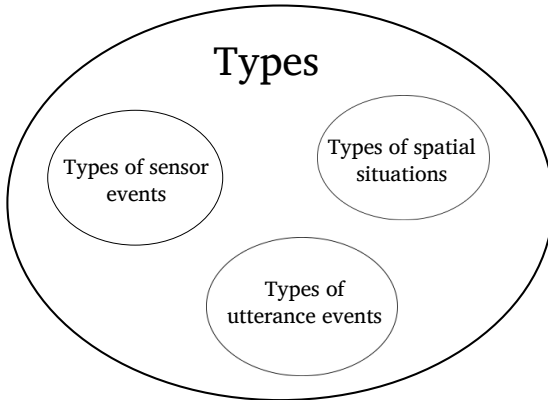 Types
Types of sensor
events
Types of spatial
situations
Types of
utterance events